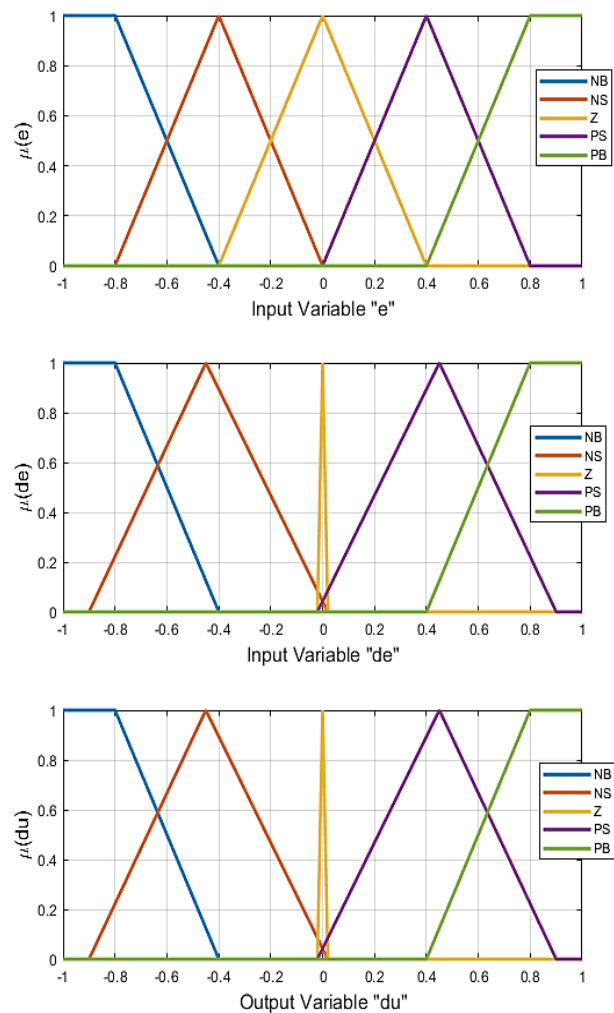 1
0.8
0.6
0.4
0.2
0
μ(e)
NB
NS
Z
PS
PB
-1 -0.8 -0.6 -0.4 -0.2 0 0.2 0.4 0.6 0.8 1
Input Variable "e"
1
0.8
0.6
0.4
0.2
0
μ(de)
NB
NS
Z
PS
PB
-1 -0.8 -0.6 -0.4 -0.2 0 0.2 0.4 0.6 0.8 1
Input Variable "de"
1
0.8
0.6
0.4
0.2
0
μ(du)
NB
NS
Z
PS
PB
-1 -0.8 -0.6 -0.4 -0.2 0 0.2 0.4 0.6 0.8 1
Output Variable "du"